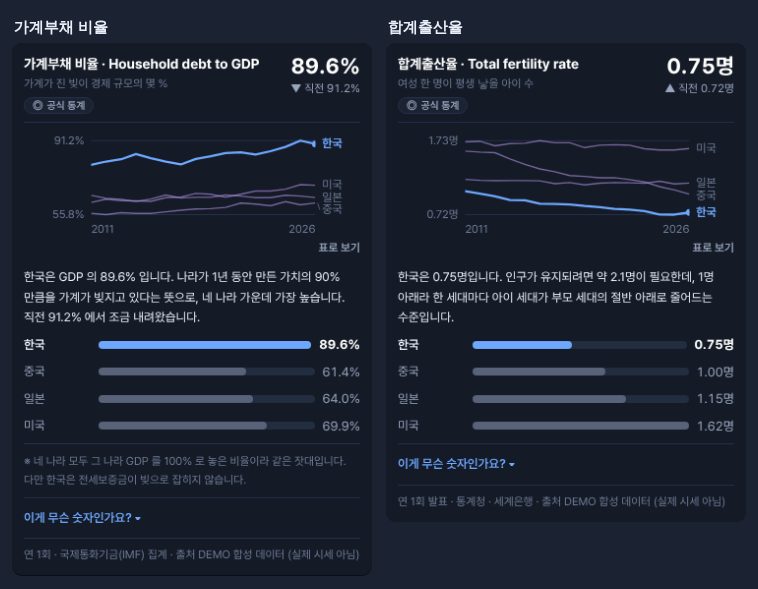 가계부채 비율
가계부채 비율 · Household debt to GDP
89.6%
가계가 진 빚이 경제 규모의 몇 %
▼ 직전 91.2%
◎ 공식 통계
91.2%
한국
미국
일본
중국
55.8%
2011
2026
표로 보기
한국은 GDP 의 89.6% 입니다. 나라가 1년 동안 만든 가치의 90%
만큼을 가계가 빚지고 있다는 뜻으로, 네 나라 가운데 가장 높습니다.
직전 91.2% 에서 조금 내려왔습니다.
한국 89.6%
중국 61.4%
일본 64.0%
미국 69.9%
※ 네 나라 모두 그 나라 GDP 를 100% 로 놓은 비율이라 같은 잣대입니다.
다만 한국은 전세보증금이 빚으로 잡히지 않습니다.
이게 무슨 숫자인가요? ▾
연 1회 · 국제통화기금(IMF) 집계 · 출처 DEMO 합성 데이터 (실제 시세 아님)
합계출산율
합계출산율 · Total fertility rate
0.75명
여성 한 명이 평생 낳을 아이 수
▲ 직전 0.72명
◎ 공식 통계
1.73명
미국
일본
중국
한국
0.72명
2011
2026
표로 보기
한국은 0.75명입니다. 인구가 유지되려면 약 2.1명이 필요한데, 1명
아래라 한 세대마다 아이 세대가 부모 세대의 절반 아래로 줄어드는
수준입니다.
한국 0.75명
중국 1.00명
일본 1.15명
미국 1.62명
이게 무슨 숫자인가요? ▾
연 1회 발표 · 통계청 · 세계은행 · 출처 DEMO 합성 데이터 (실제 시세 아님)